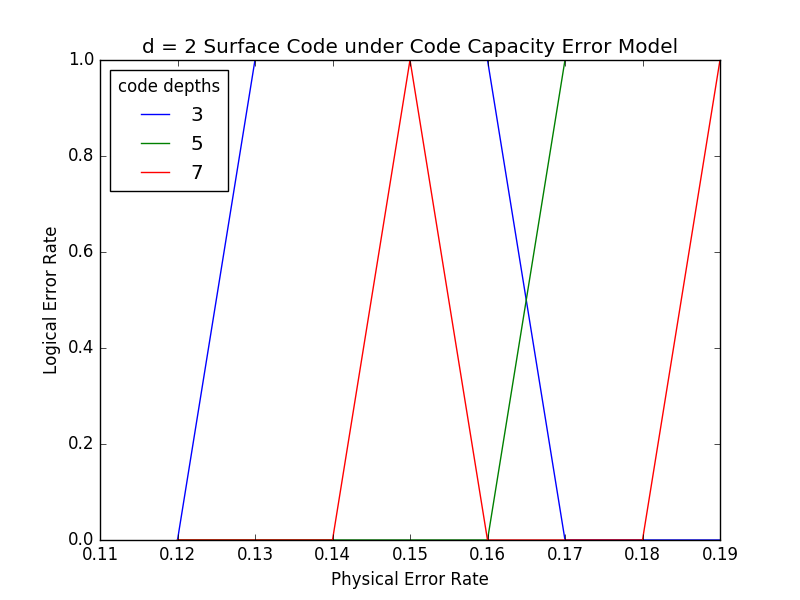 d = 2 Surface Code under Code Capacity Error Model
code depths
3
5
7
Logical Error Rate
1.0
0.8
0.6
0.4
0.2
0.0
0.11 0.12 0.13 0.14 0.15 0.16 0.17 0.18 0.19
Physical Error Rate